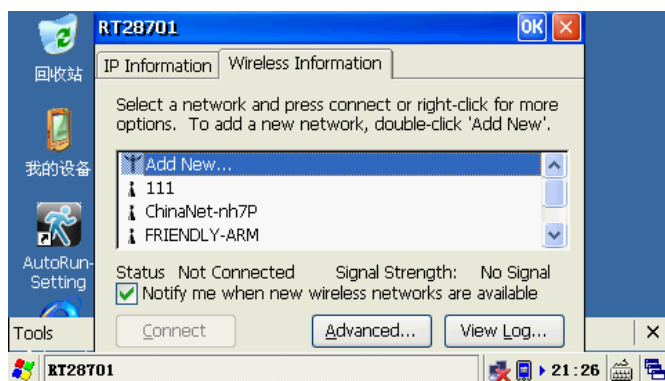 RT28701
OK
回收站
IP Information
Wireless Information
Select a network and press connect or right-click for more
options. To add a new network, double-click 'Add New'.
我的设备
Add New...
111
ChinaNet-nh7P
FRIENDLY-ARM
AutoRun-
Setting
Status Not Connected Signal Strength: No Signal
Notify me when new wireless networks are available
Tools
Connect
Advanced...
View Log...
RT28701
21:26